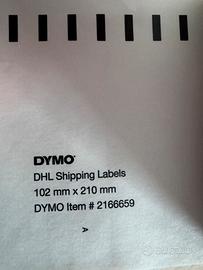 DYMO
DHL Shipping Labels
102 mm x 210 mm
DYMO Item # 2166659
A